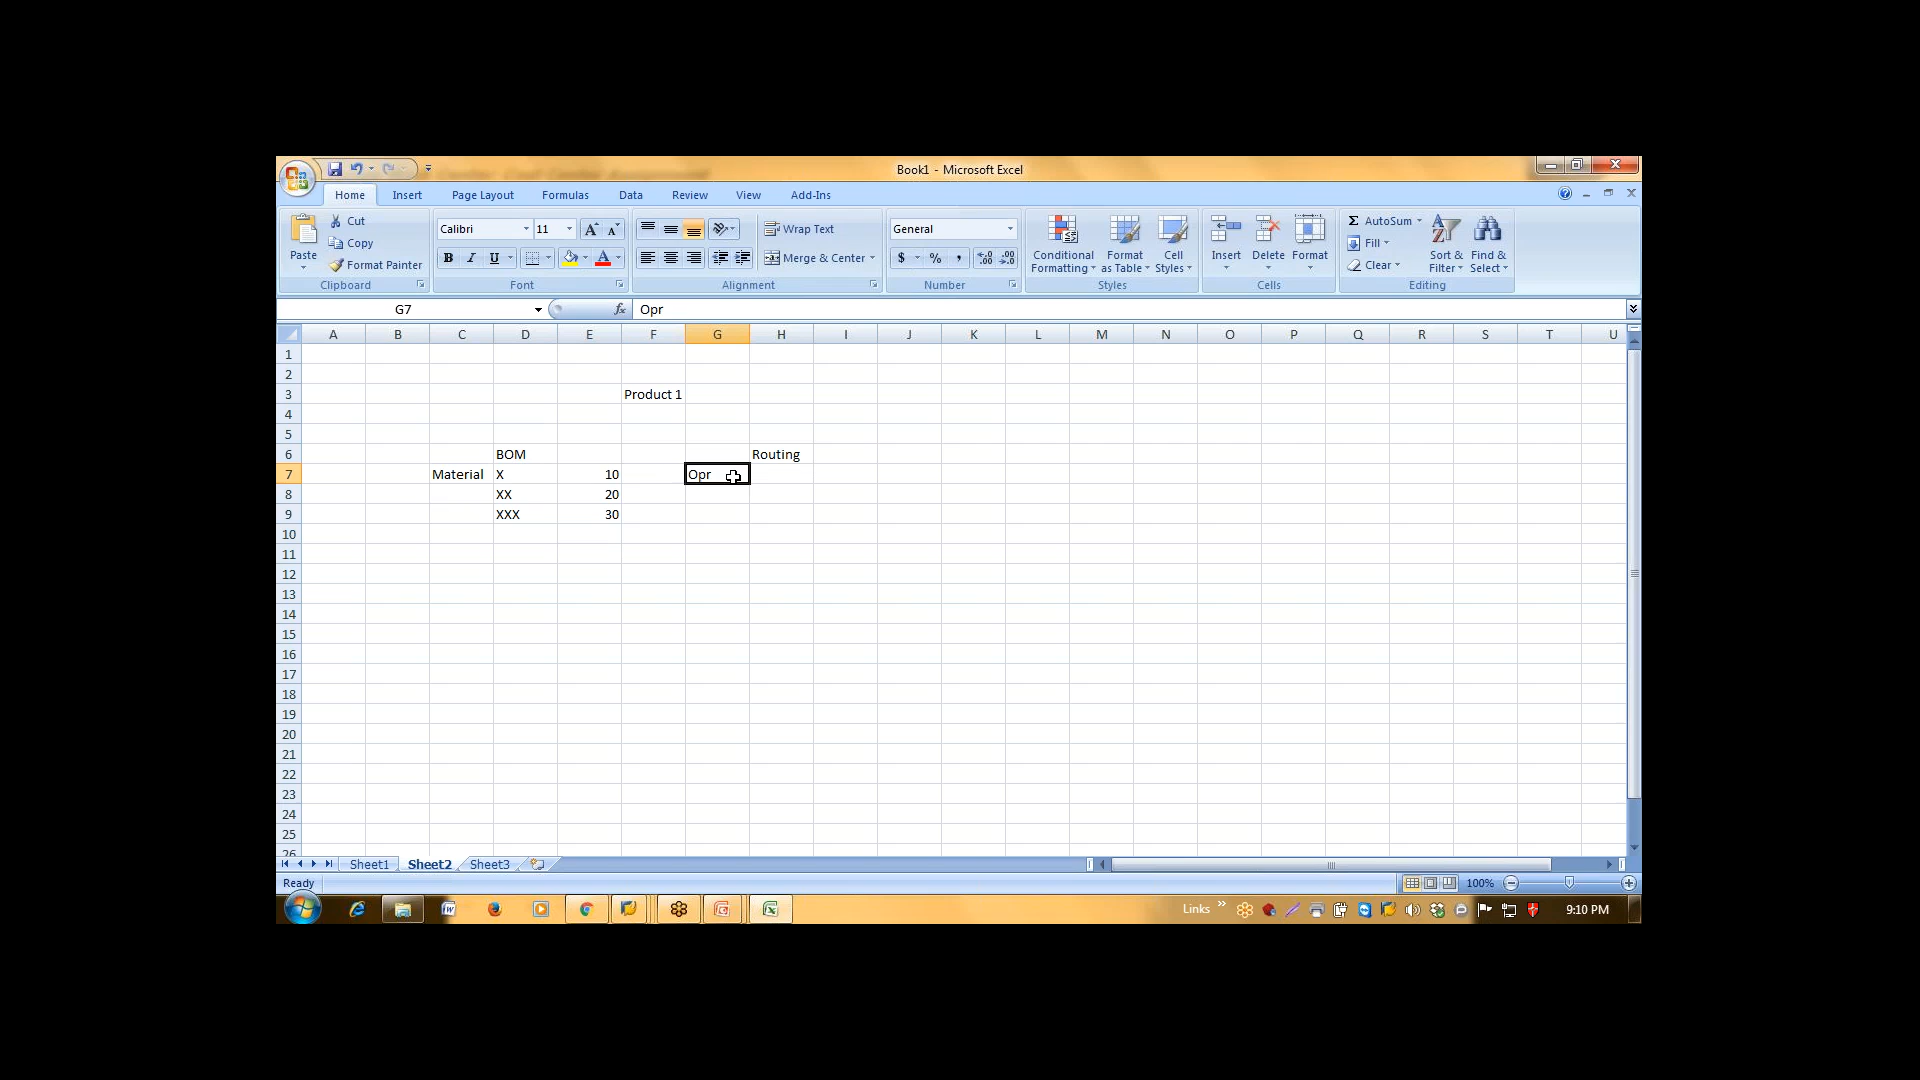 Book1 - Microsoft Excel
Home Insert Page Layout Formulas Data Review View Add-Ins
Paste
Cut
Copy
Format Painter
Clipboard
Calibri 11
B I U
Font
Wrap Text
Merge & Center
Alignment
General
$ % ,
Number
Conditional Formatting
Format as Table
Cell Styles
Styles
Insert Delete Format
Cells
Σ AutoSum
Fill
Clear
Sort & Filter
Find & Select
Editing
G7 fx Opr
A B C D E F G H I J K L M N O P Q R S T U
1
2
3 Product 1
4
5
6 BOM Routing
7 Material X 10 Opr
8 XX 20
9 XXX 30
10
11
12
13
14
15
16
17
18
19
20
21
22
23
24
25
26
Sheet1 Sheet2 Sheet3
Ready 100%
Links » 9:10 PM